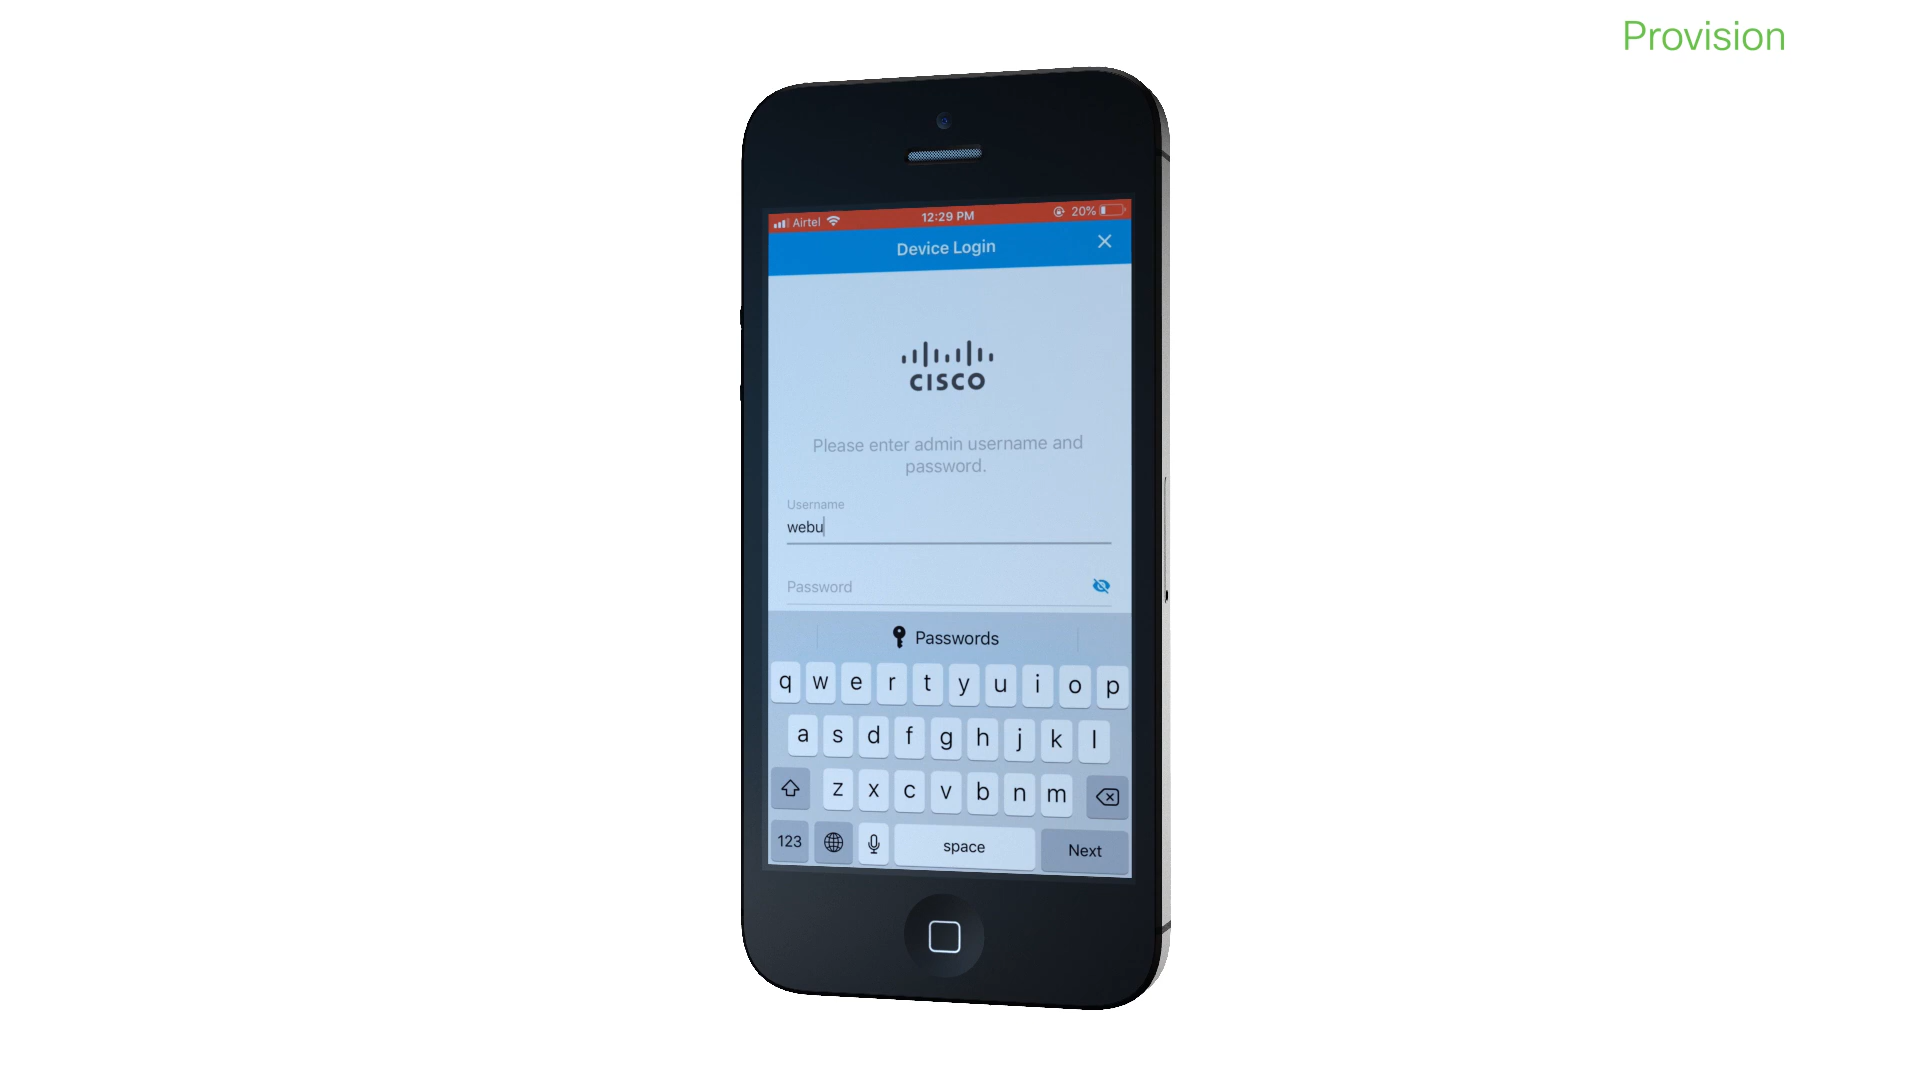 Provision
Airtel 12:29 PM 20%
Device Login
CISCO
Please enter admin username and
password.
Username
webu
Password
Passwords
q w e r t y u i o p
a s d f g h j k l
z x c v b n m
123 space Next